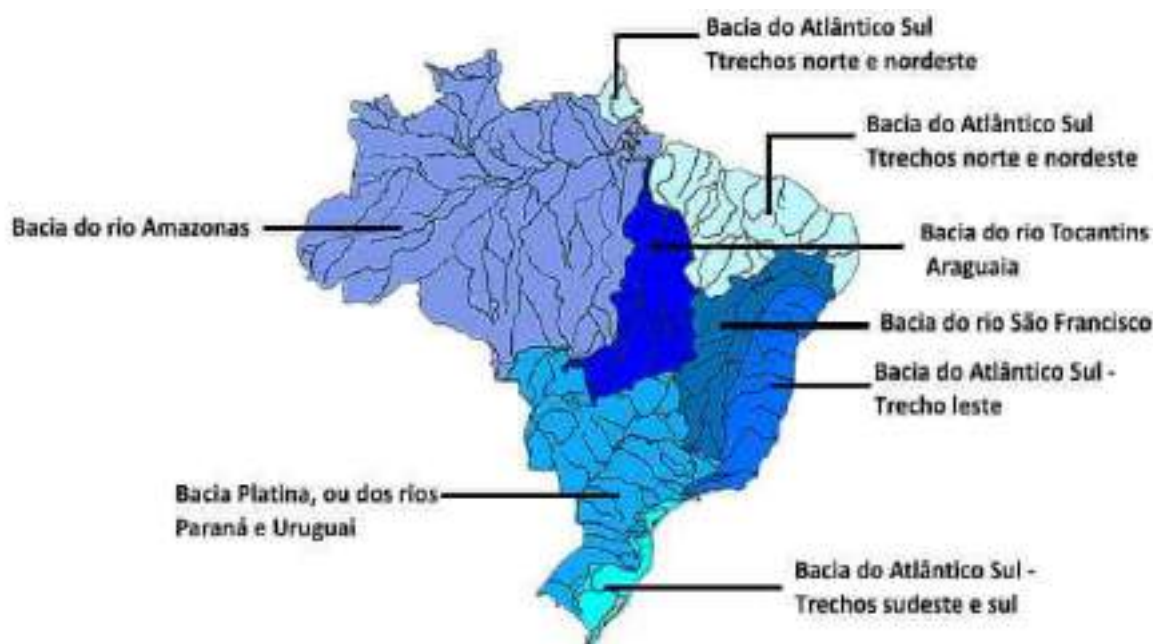 Bacia do Atlântico Sul
Ttrechos norte e nordeste
Bacia do Atlântico Sul
Ttrechos norte e nordeste
Bacia do rio Amazonas
Bacia do rio Tocantins
Araguaia
Bacia do rio São Francisco
Bacia do Atlântico Sul -
Trecho leste
Bacia Platina, ou dos rios
Paraná e Uruguai
Bacia do Atlântico Sul -
Trechos sudeste e sul